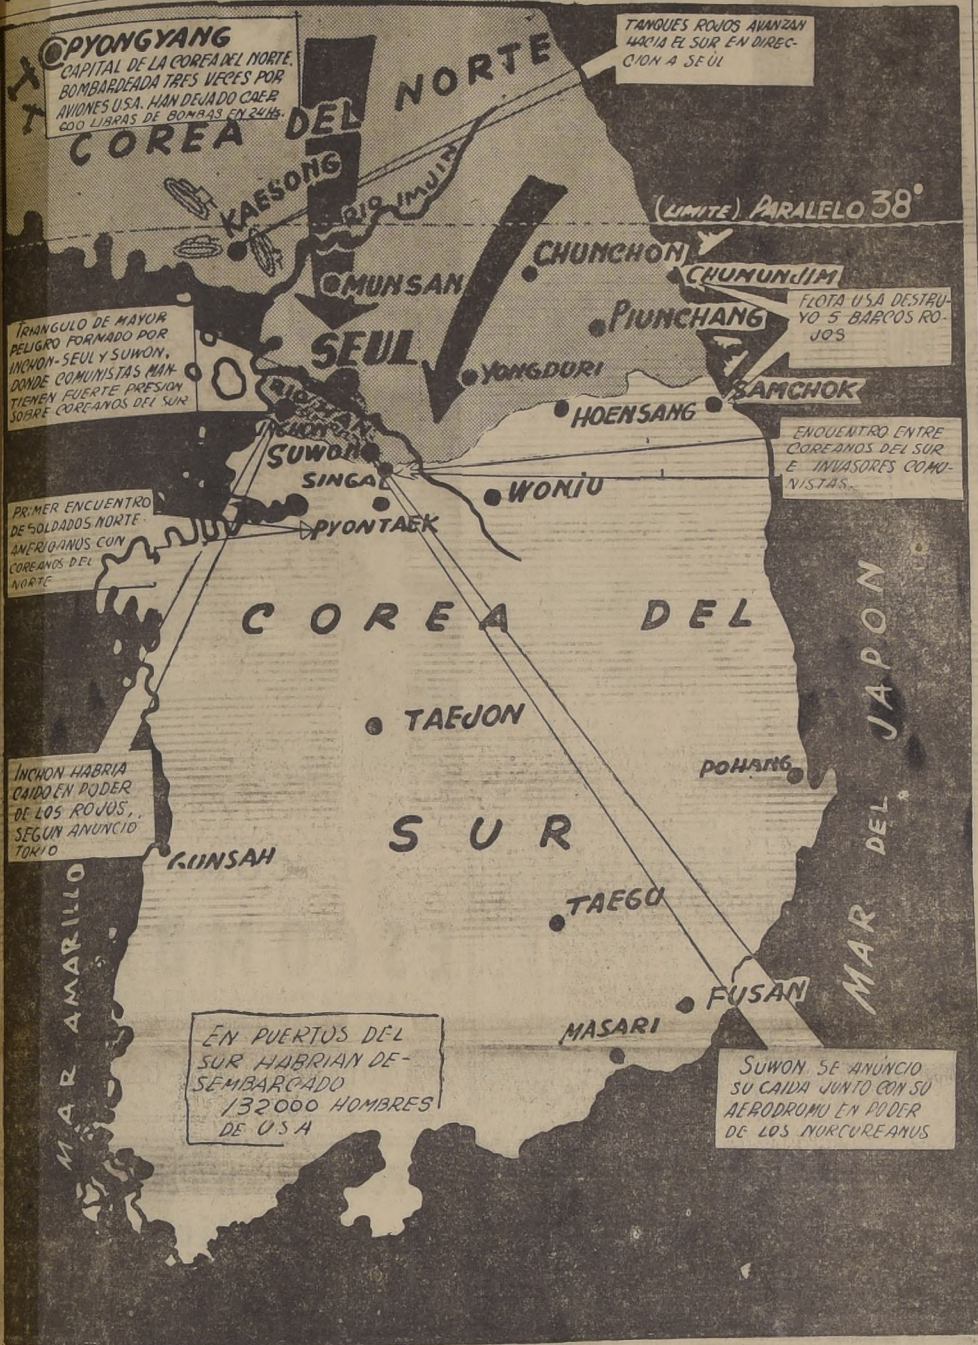 PYONGYANG
CAPITAL DE LA COREA DEL NORTE.
BOMBARDEADA TRES VECES POR
AVIONES USA. HAN DEJADO CAER
600 LIBRAS DE BOMBAS EN 24 Hs.
TANQUES ROJOS AVANZAN
HACIA EL SUR EN DIREC-
CION A SEUL
COREA DEL NORTE
KAESONG
RIO IMJIN
(LIMITE) PARALELO 38°
CHUNCHON
CHUMUNJIM
MUNSAN
PIUNCHANG
FLOTA USA DESTRU-
YO 5 BARCOS RO-
JOS
TRIANGULO DE MAYOR
PELIGRO FORMADO POR
INCHON-SEUL Y SUWON,
DONDE COMUNISTAS MAN-
TIENEN FUERTE PRESION
SOBRE COREANOS DEL SUR
SEUL
YONGDURI
SAMCHOK
RIO HAN
HOENSANG
INCHON
SUWON
ENCUENTRO ENTRE
COREANOS DEL SUR
E INVASORES COMU-
NISTAS.
SINGAL
WONJU
PRIMER ENCUENTRO
DE SOLDADOS NORTE-
AMERICANOS CON
COREANOS DEL
NORTE
PYONTAEK
COREA DEL
SUR
TAEJON
POHANG
MAR DEL JAPON
INCHON HABRIA
CAIDO EN PODER
DE LOS ROJOS,
SEGUN ANUNCIO
TOKIO
GUNSAH
TAEGU
MAR AMARILLO
FUSAN
MASARI
EN PUERTOS DEL
SUR HABRIAN DE-
SEMBARCADO
132000 HOMBRES
DE USA
SUWON SE ANUNCIO
SU CAIDA JUNTO CON SU
AERODROMO EN PODER
DE LOS NORCOREANOS